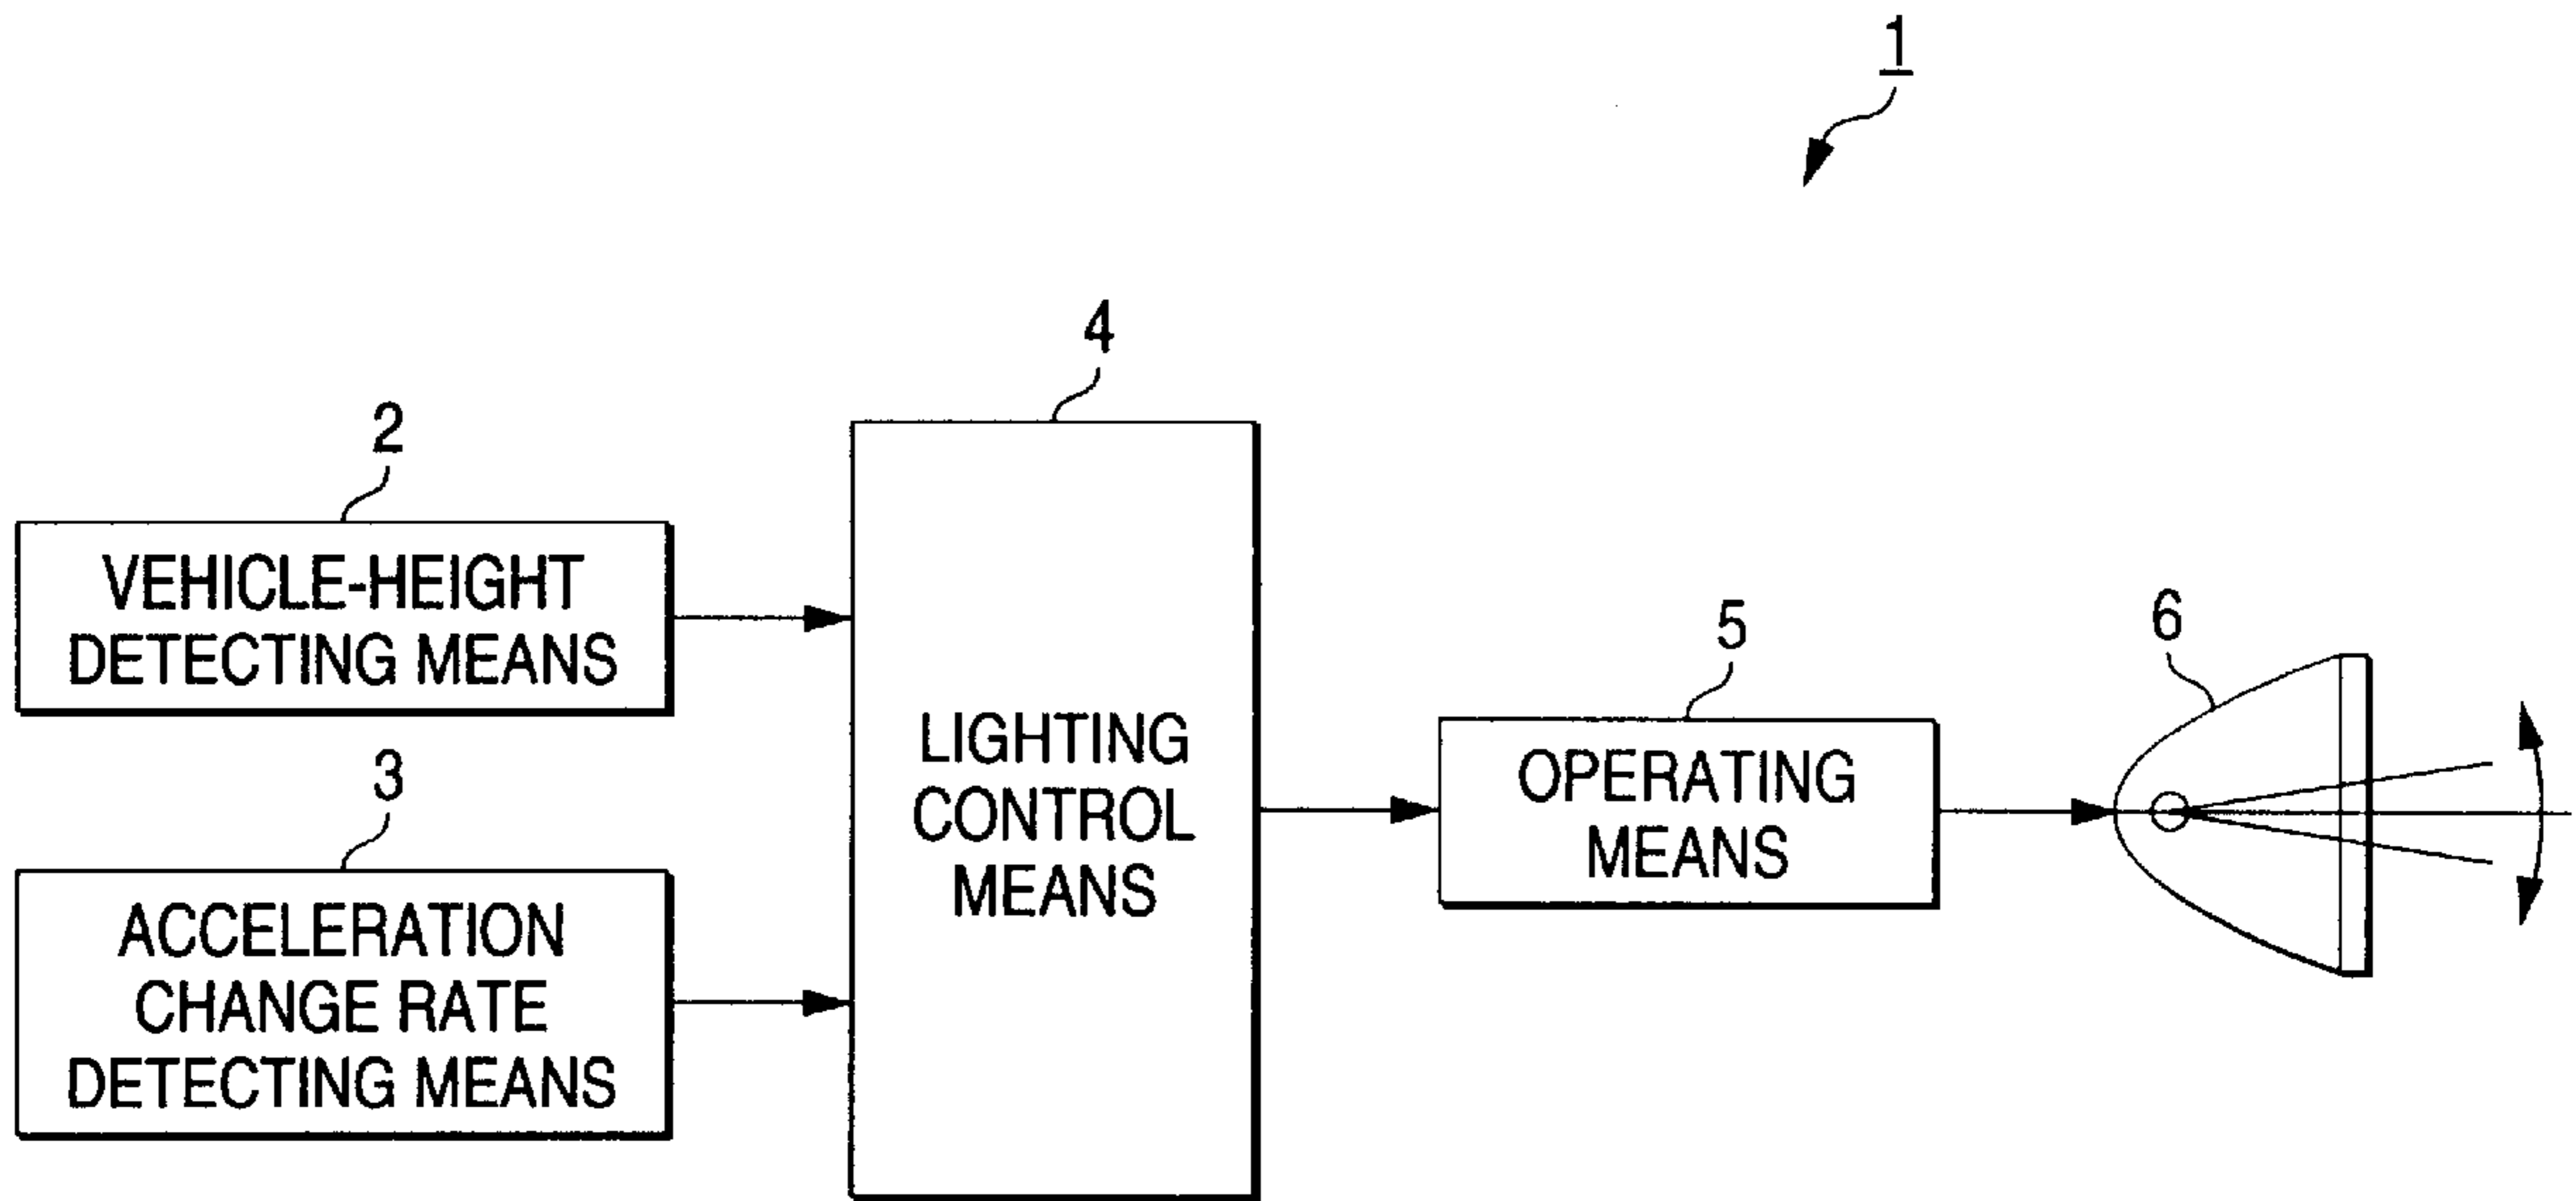 1
4
2
VEHICLE-HEIGHT
DETECTING MEANS
3
ACCELERATION
CHANGE RATE
DETECTING MEANS
LIGHTING
CONTROL
MEANS
5
OPERATING
MEANS
6